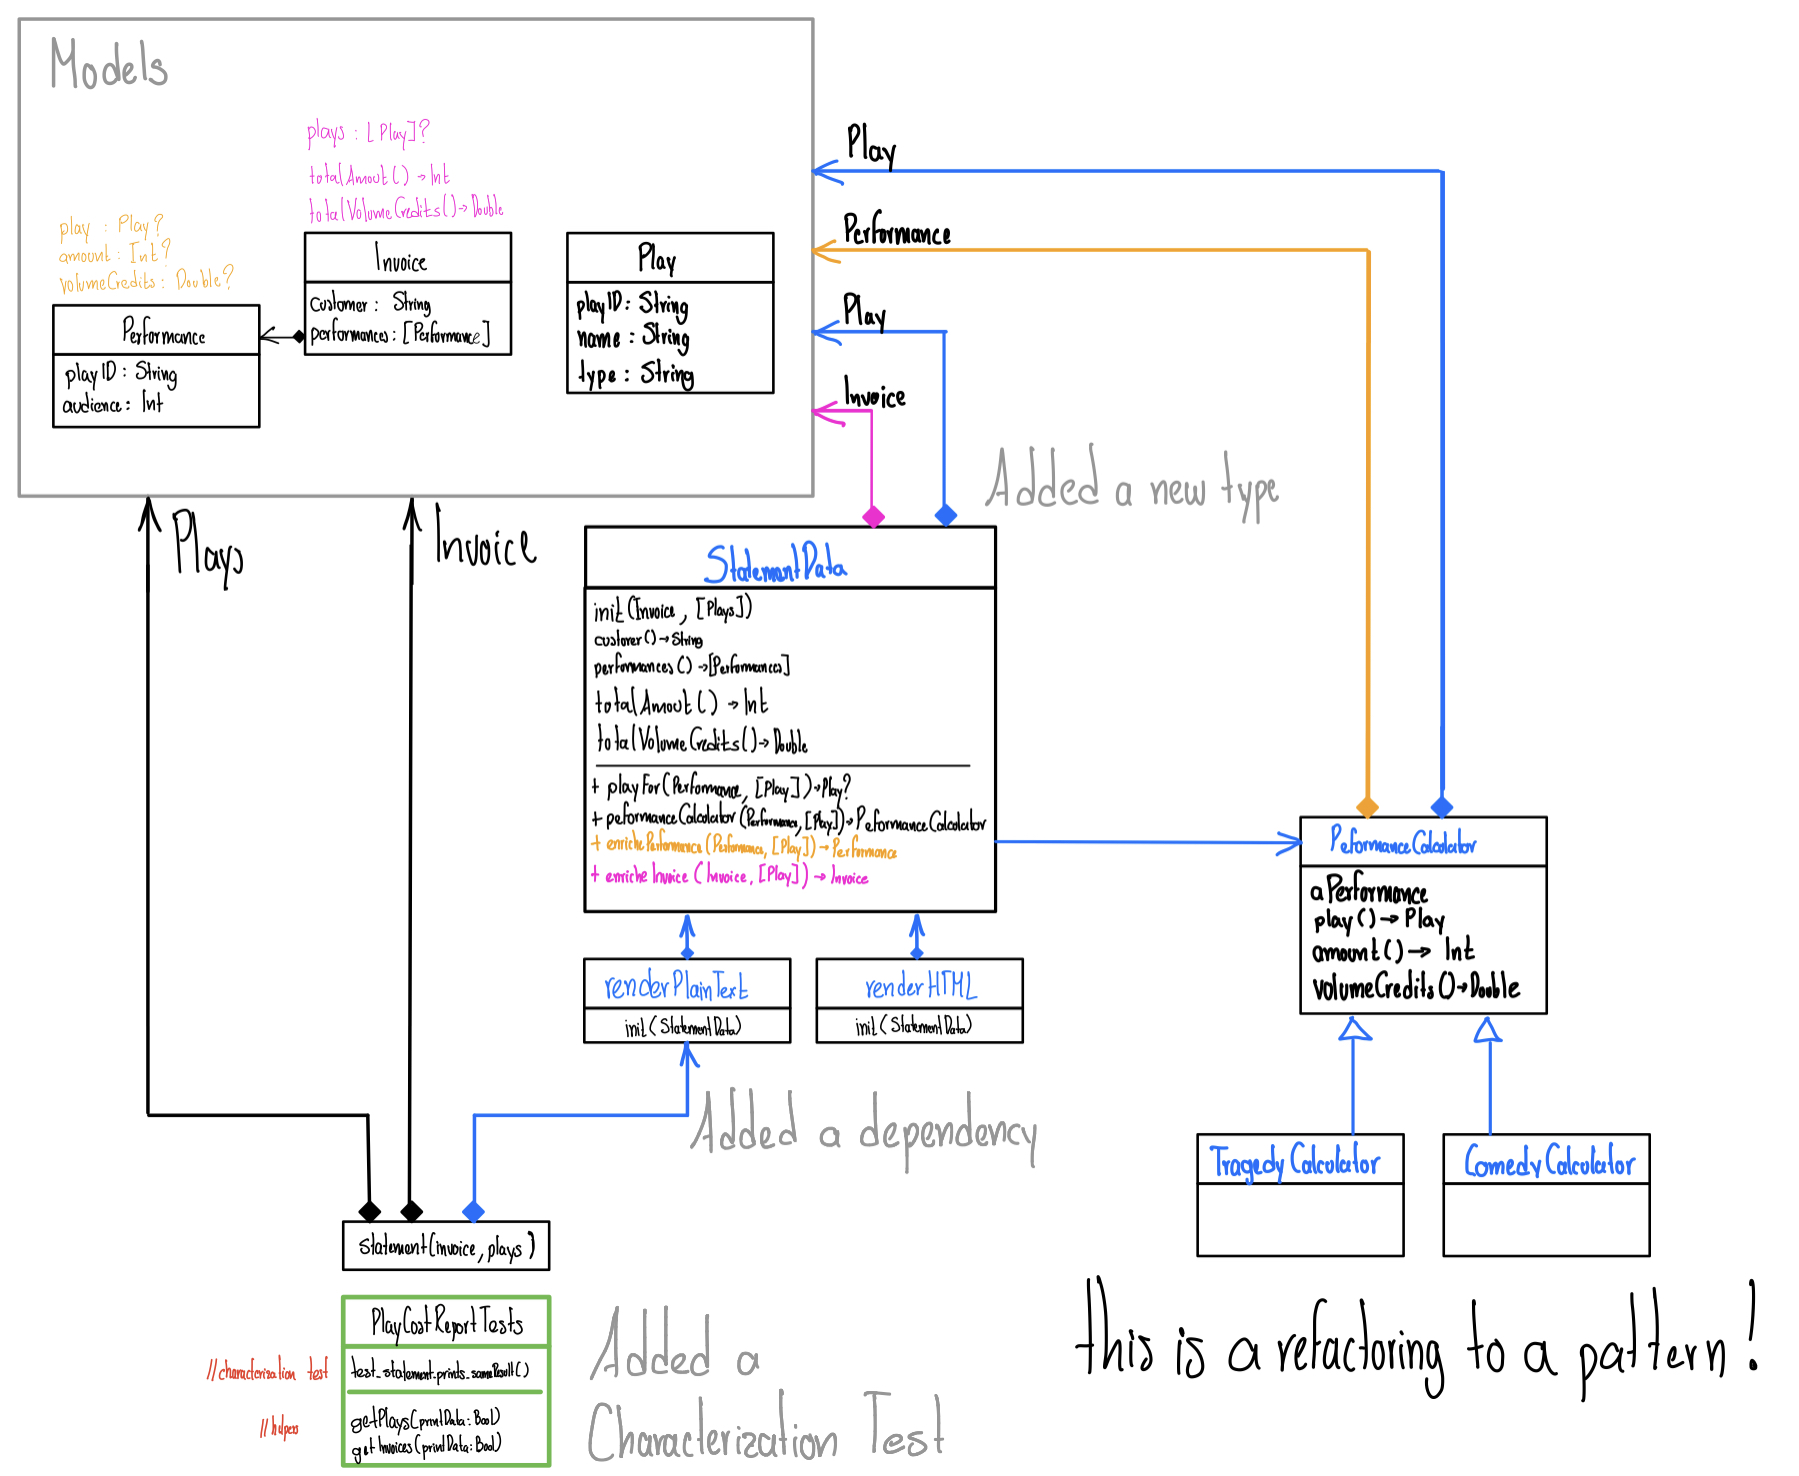 Models
plays : [Play]?
totalAmout() → Int
totalVolumeCredits() → Double
play : Play?
amount : Int?
volumeCredits : Double?
Invoice
customer : String
performances : [Performance]
Performance
playID : String
audience : Int
Play
playID : String
name : String
type : String
Play
Performance
Play
Invoice
Added a new type
Plays
Invoice
StatementData
init(Invoice, [Plays])
customer() → String
performances() → [Performances]
totalAmout() → Int
totalVolumeCredits() → Double
+ playFor(Performance, [Play]) → Play?
+ peformanceCalculator(Performance, [Play]) → PeformanceCalculator
+ enrichePerformance(Performance, [Play]) → Performance
+ enricheInvoice(Invoice, [Play]) → Invoice
PeformanceCalculator
aPerformance
play() → Play
amount() → Int
volumeCredits() → Double
renderPlainText
init(StatementData)
renderHTML
init(StatementData)
Added a dependency
TragedyCalculator
ComedyCalculator
statement(invoice, plays)
this is a refactoring to a pattern!
PlayCostReportTests
//characterization test
test_statement_prints_sameResult()
//helpers
getPlays(printData: Bool)
getInvoices(printData: Bool)
Added a
Characterization Test